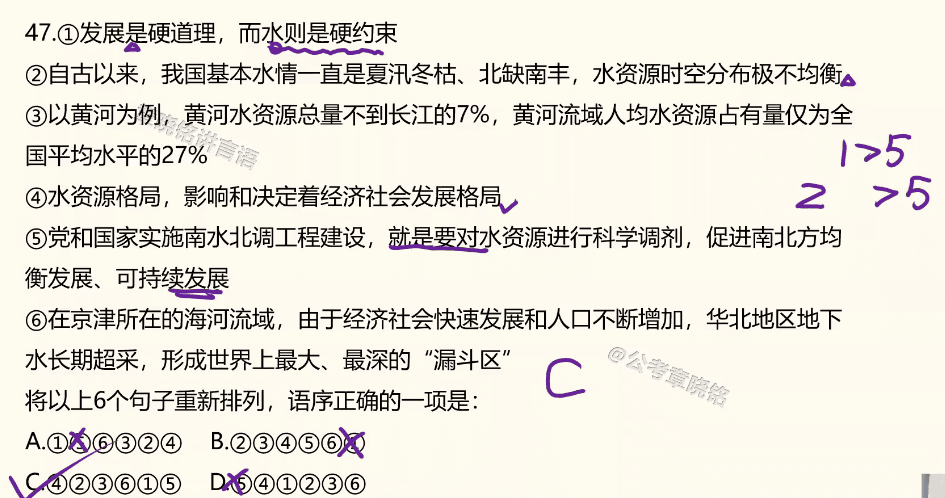 47.①发展是硬道理，而水则是硬约束
②自古以来，我国基本水情一直是夏汛冬枯、北缺南丰，水资源时空分布极不均衡
③以黄河为例，黄河水资源总量不到长江的7%，黄河流域人均水资源占有量仅为全
国平均水平的27%
晓铭讲言语
1>5
④水资源格局，影响和决定着经济社会发展格局
2 >5
⑤党和国家实施南水北调工程建设，就是要对水资源进行科学调剂，促进南北方均
衡发展、可持续发展
⑥在京津所在的海河流域，由于经济社会快速发展和人口不断增加，华北地区地下
水长期超采，形成世界上最大、最深的“漏斗区”
C
@公考章晓铭
将以上6个句子重新排列，语序正确的一项是：
A.①⑤⑥③②④ B.②③④⑤⑥①
C.④②③⑥①⑤ D.⑤④①②③⑥